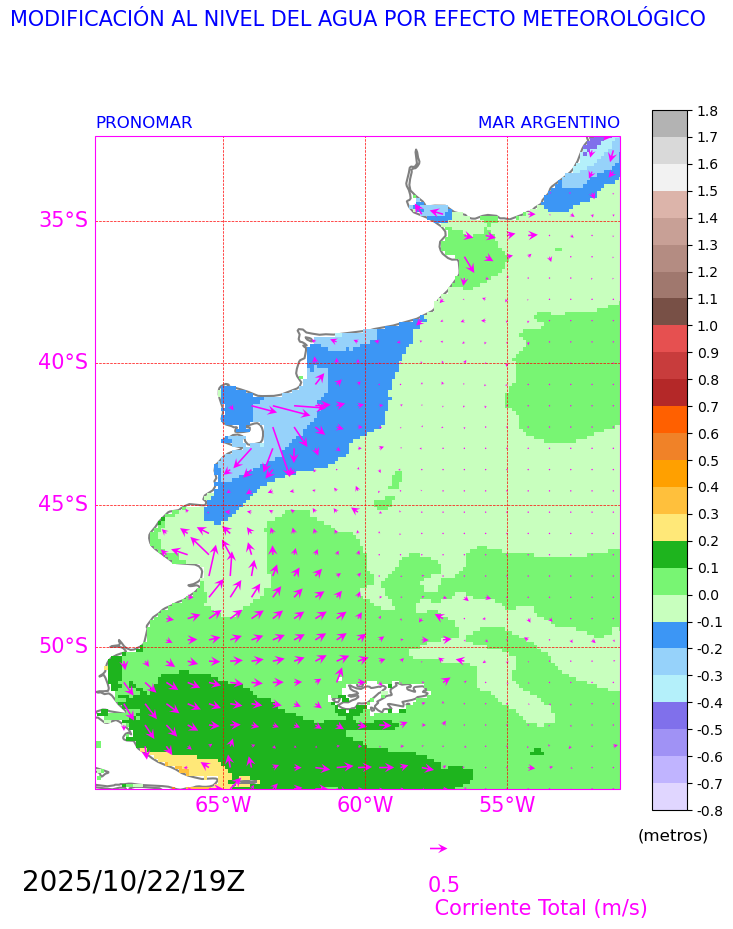 MODIFICACIÓN AL NIVEL DEL AGUA POR EFECTO METEOROLÓGICO
PRONOMAR MAR ARGENTINO
35°S
40°S
45°S
50°S
65°W 60°W 55°W
1.8
1.7
1.6
1.5
1.4
1.3
1.2
1.1
1.0
0.9
0.8
0.7
0.6
0.5
0.4
0.3
0.2
0.1
0.0
-0.1
-0.2
-0.3
-0.4
-0.5
-0.6
-0.7
-0.8
(metros)
2025/10/22/19Z
0.5
Corriente Total (m/s)